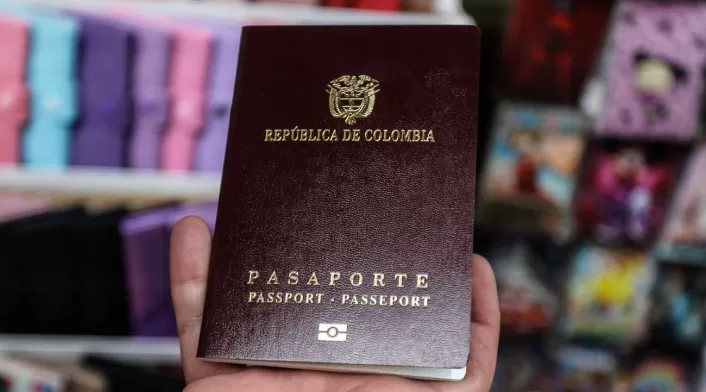 REPÚBLICA DE COLOMBIA
PASAPORTE
PASSPORT - PASSEPORT